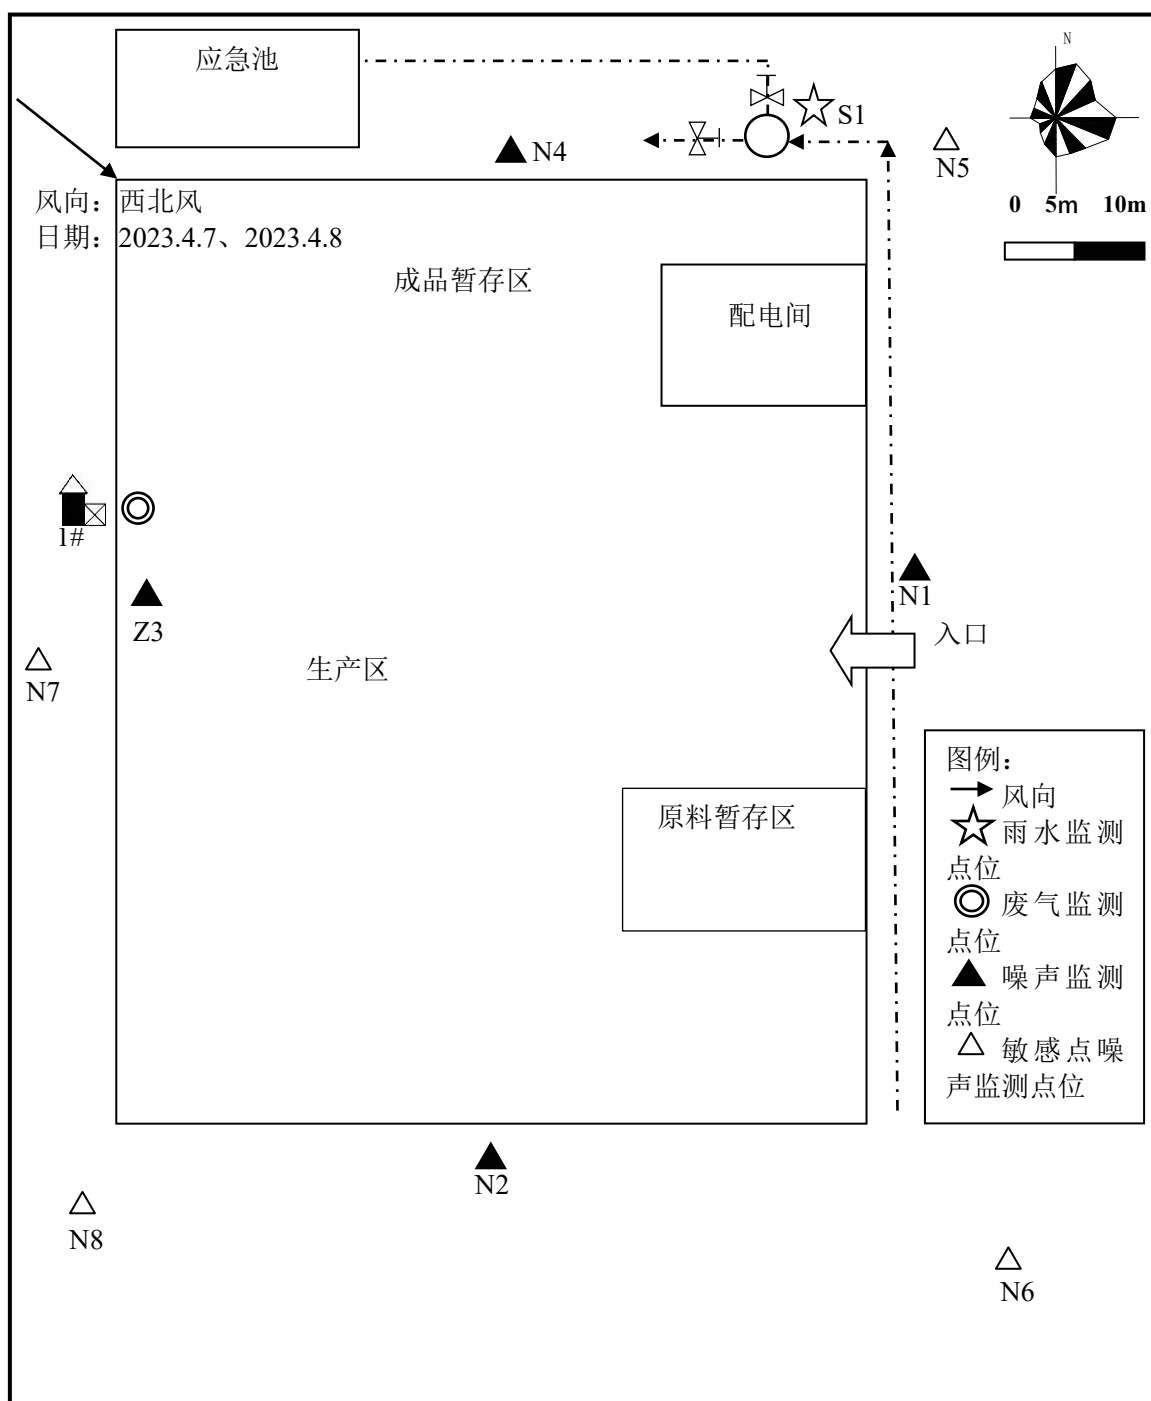 应急池
N
S1
N4
N5
风向：西北风
日期：2023.4.7、2023.4.8
0 5m 10m
成品暂存区
配电间
1#
Z3
N1
入口
N7
生产区
图例：
风向
雨水监测
点位
废气监测
点位
噪声监测
点位
敏感点噪
声监测点位
原料暂存区
N2
N8
N6